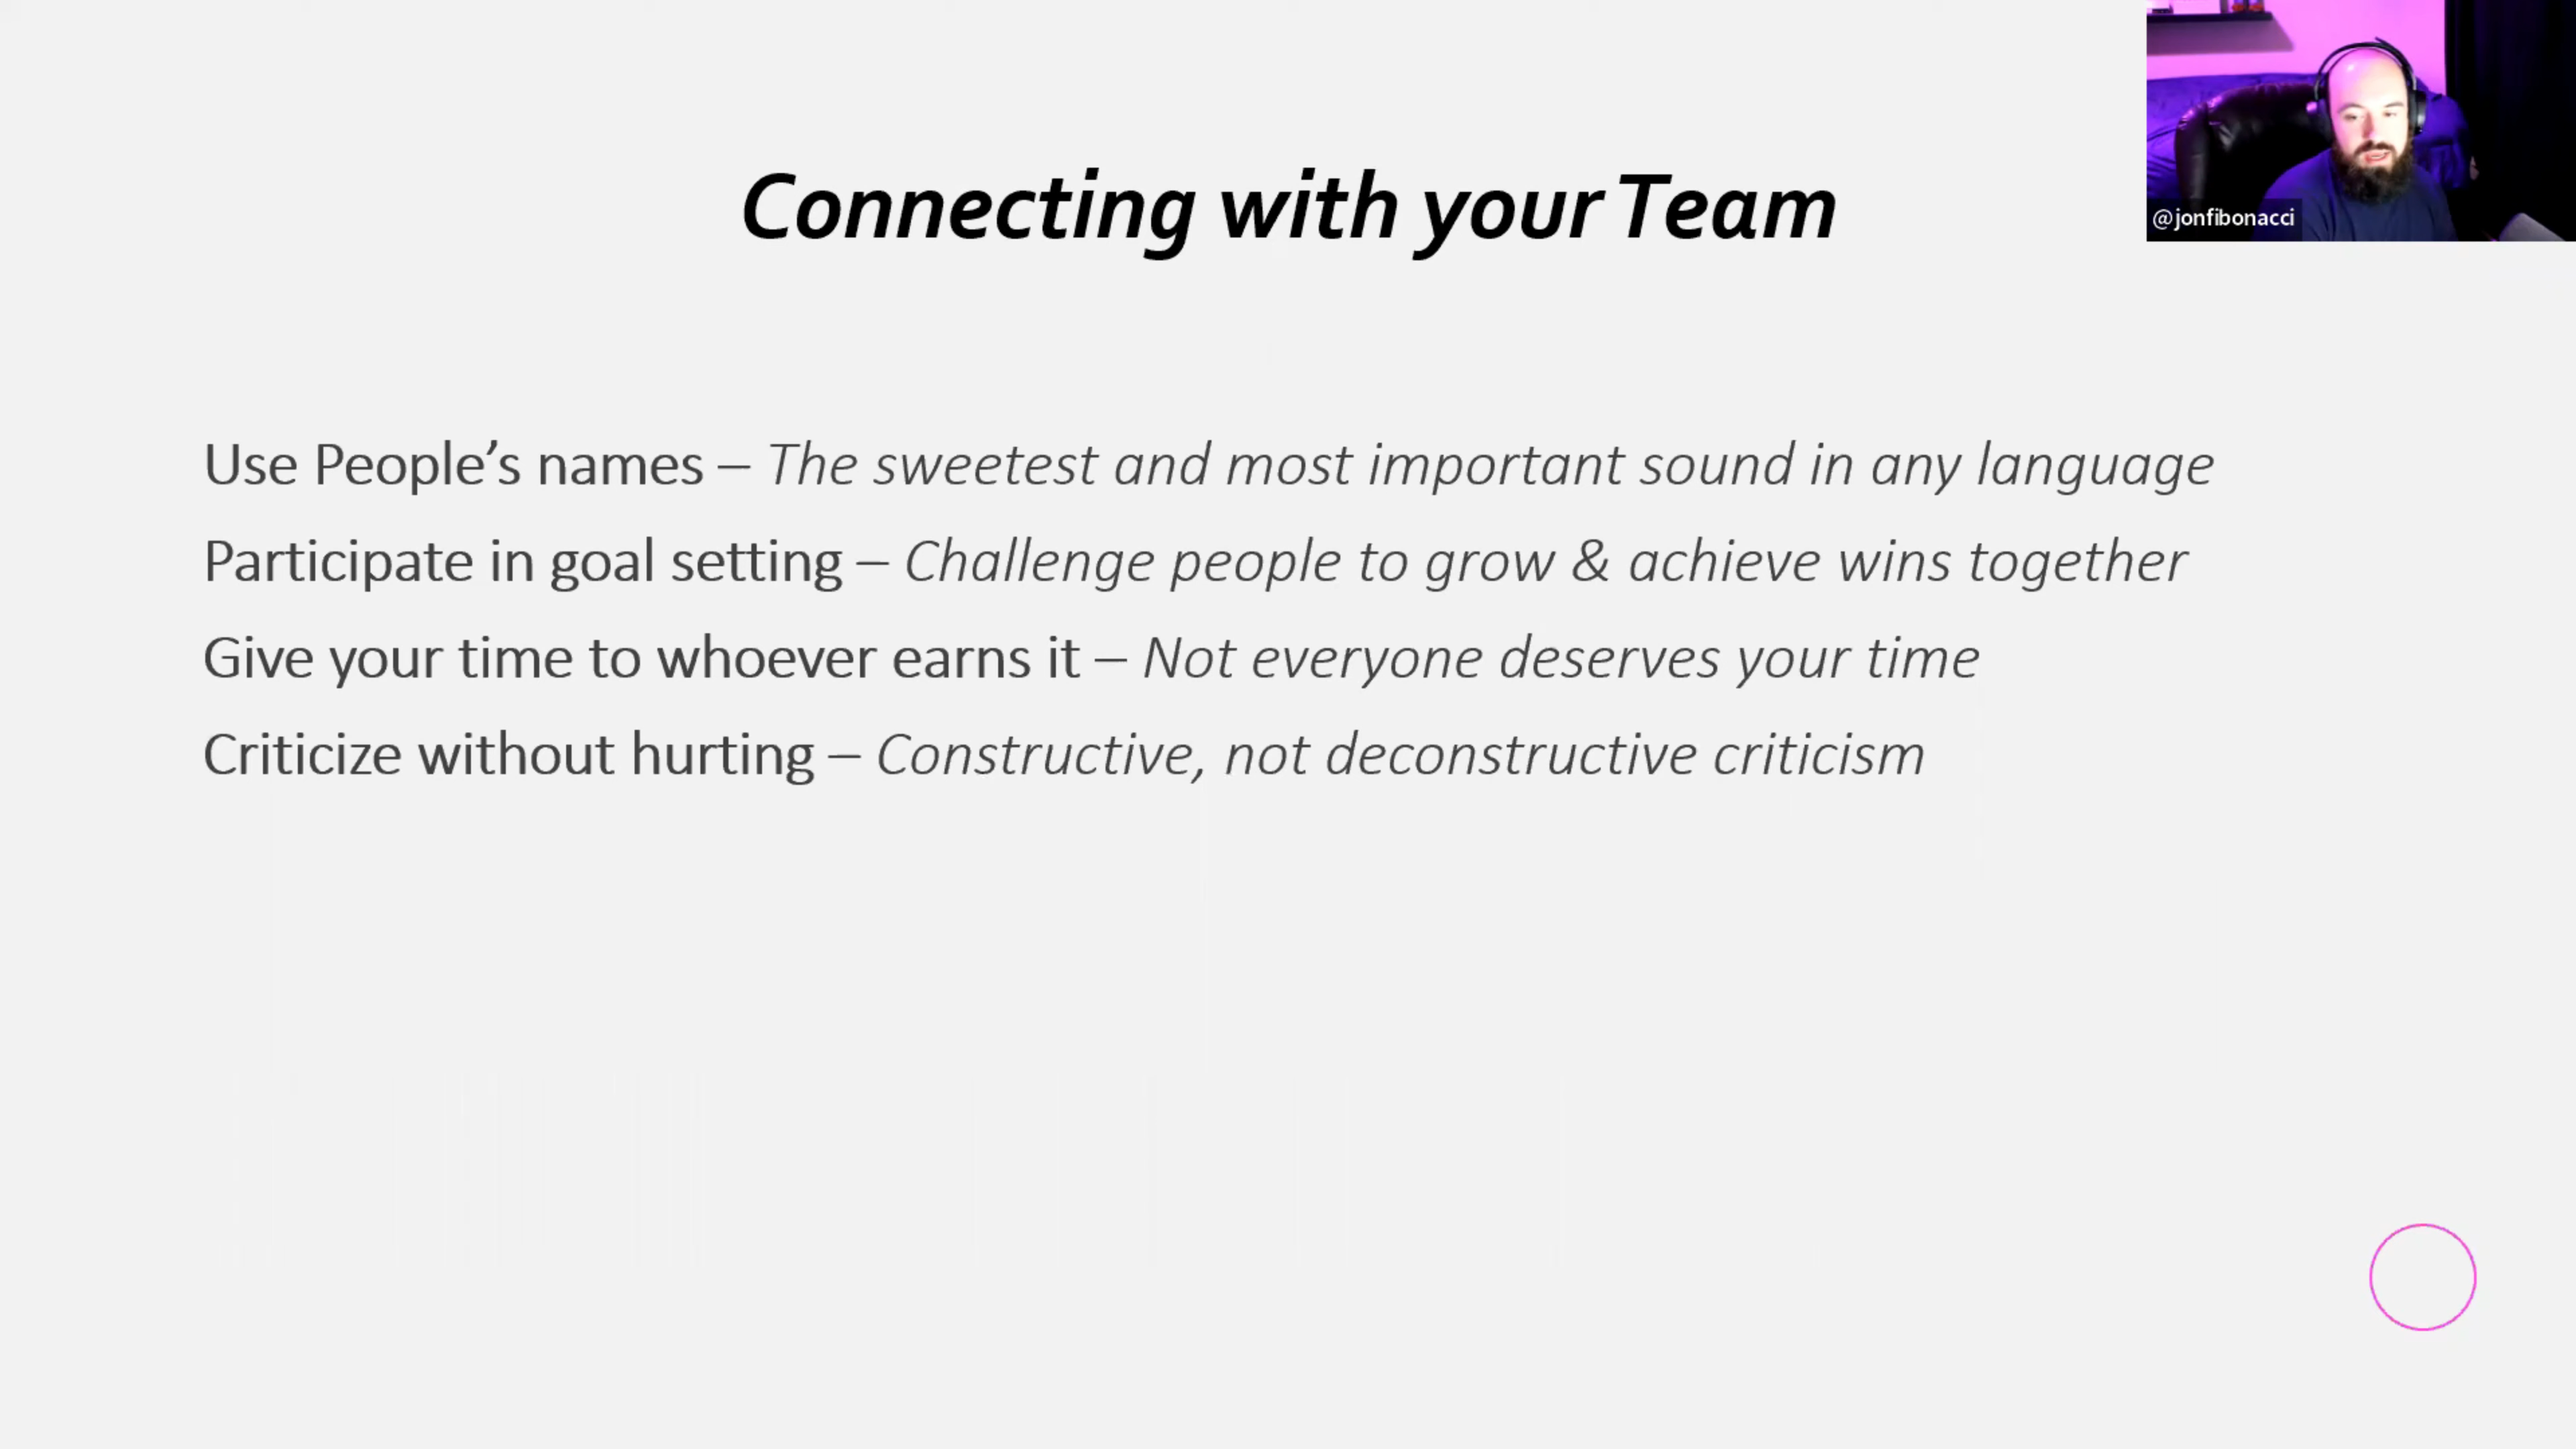 Connecting with your Team
@jonfibonacci
Use People’s names – The sweetest and most important sound in any language
Participate in goal setting – Challenge people to grow & achieve wins together
Give your time to whoever earns it – Not everyone deserves your time
Criticize without hurting – Constructive, not deconstructive criticism